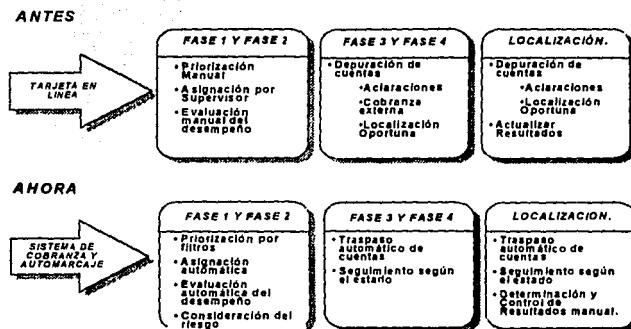 ANTES
TARJETA EN
LINEA
FASE 1 Y FASE 2
•Priorización
Manual
•Asignación por
Supervisor
•Evaluación
manual del
desempeño
FASE 3 Y FASE 4
•Depuración de
cuentas
•Aclaraciones
•Cobranza
externa
•Localización
Oportuna
LOCALIZACIÓN.
•Depuración de
cuentas
•Aclaraciones
•Localización
Oportuna
•Actualizar
Resultados
AHORA
SISTEMA DE
COBRANZA Y
AUTOMARCAJE
FASE 1 Y FASE 2
•Priorización por
filtros
•Asignación
automática
•Evaluación
automática del
desempeño
•Consideración del
riesgo
FASE 3 Y FASE 4
•Traspaso
automático de
cuentas
•Seguimiento según
el estado
LOCALIZACION.
•Traspaso
automático de
cuentas
•Seguimiento según
el estado
•Determinación y
Control de
Resultados manual.